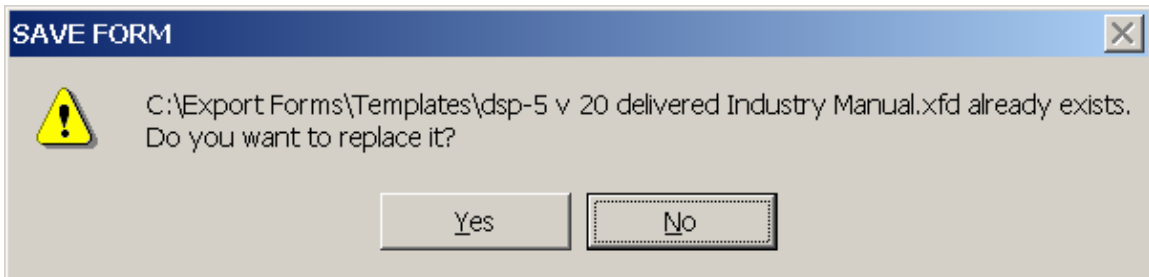 SAVE FORM
C:\Export Forms\Templates\dsp-5 v 20 delivered Industry Manual.xfd already exists.
Do you want to replace it?
Yes
No